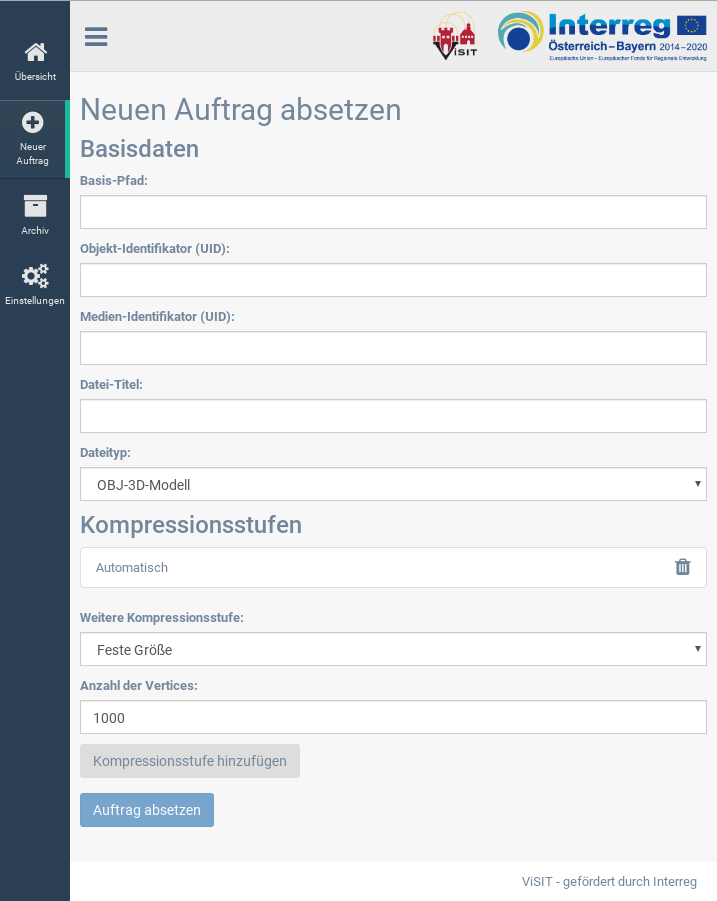 Übersicht
Neuer
Auftrag
Archiv
Einstellungen
ViSIT
Interreg
Österreich–Bayern 2014–2020
Europäische Union – Europäischer Fonds für Regionale Entwicklung
Neuen Auftrag absetzen
Basisdaten
Basis-Pfad:
Objekt-Identifikator (UID):
Medien-Identifikator (UID):
Datei-Titel:
Dateityp:
OBJ-3D-Modell
Kompressionsstufen
Automatisch
Weitere Kompressionsstufe:
Feste Größe
Anzahl der Vertices:
1000
Kompressionsstufe hinzufügen
Auftrag absetzen
ViSIT - gefördert durch Interreg